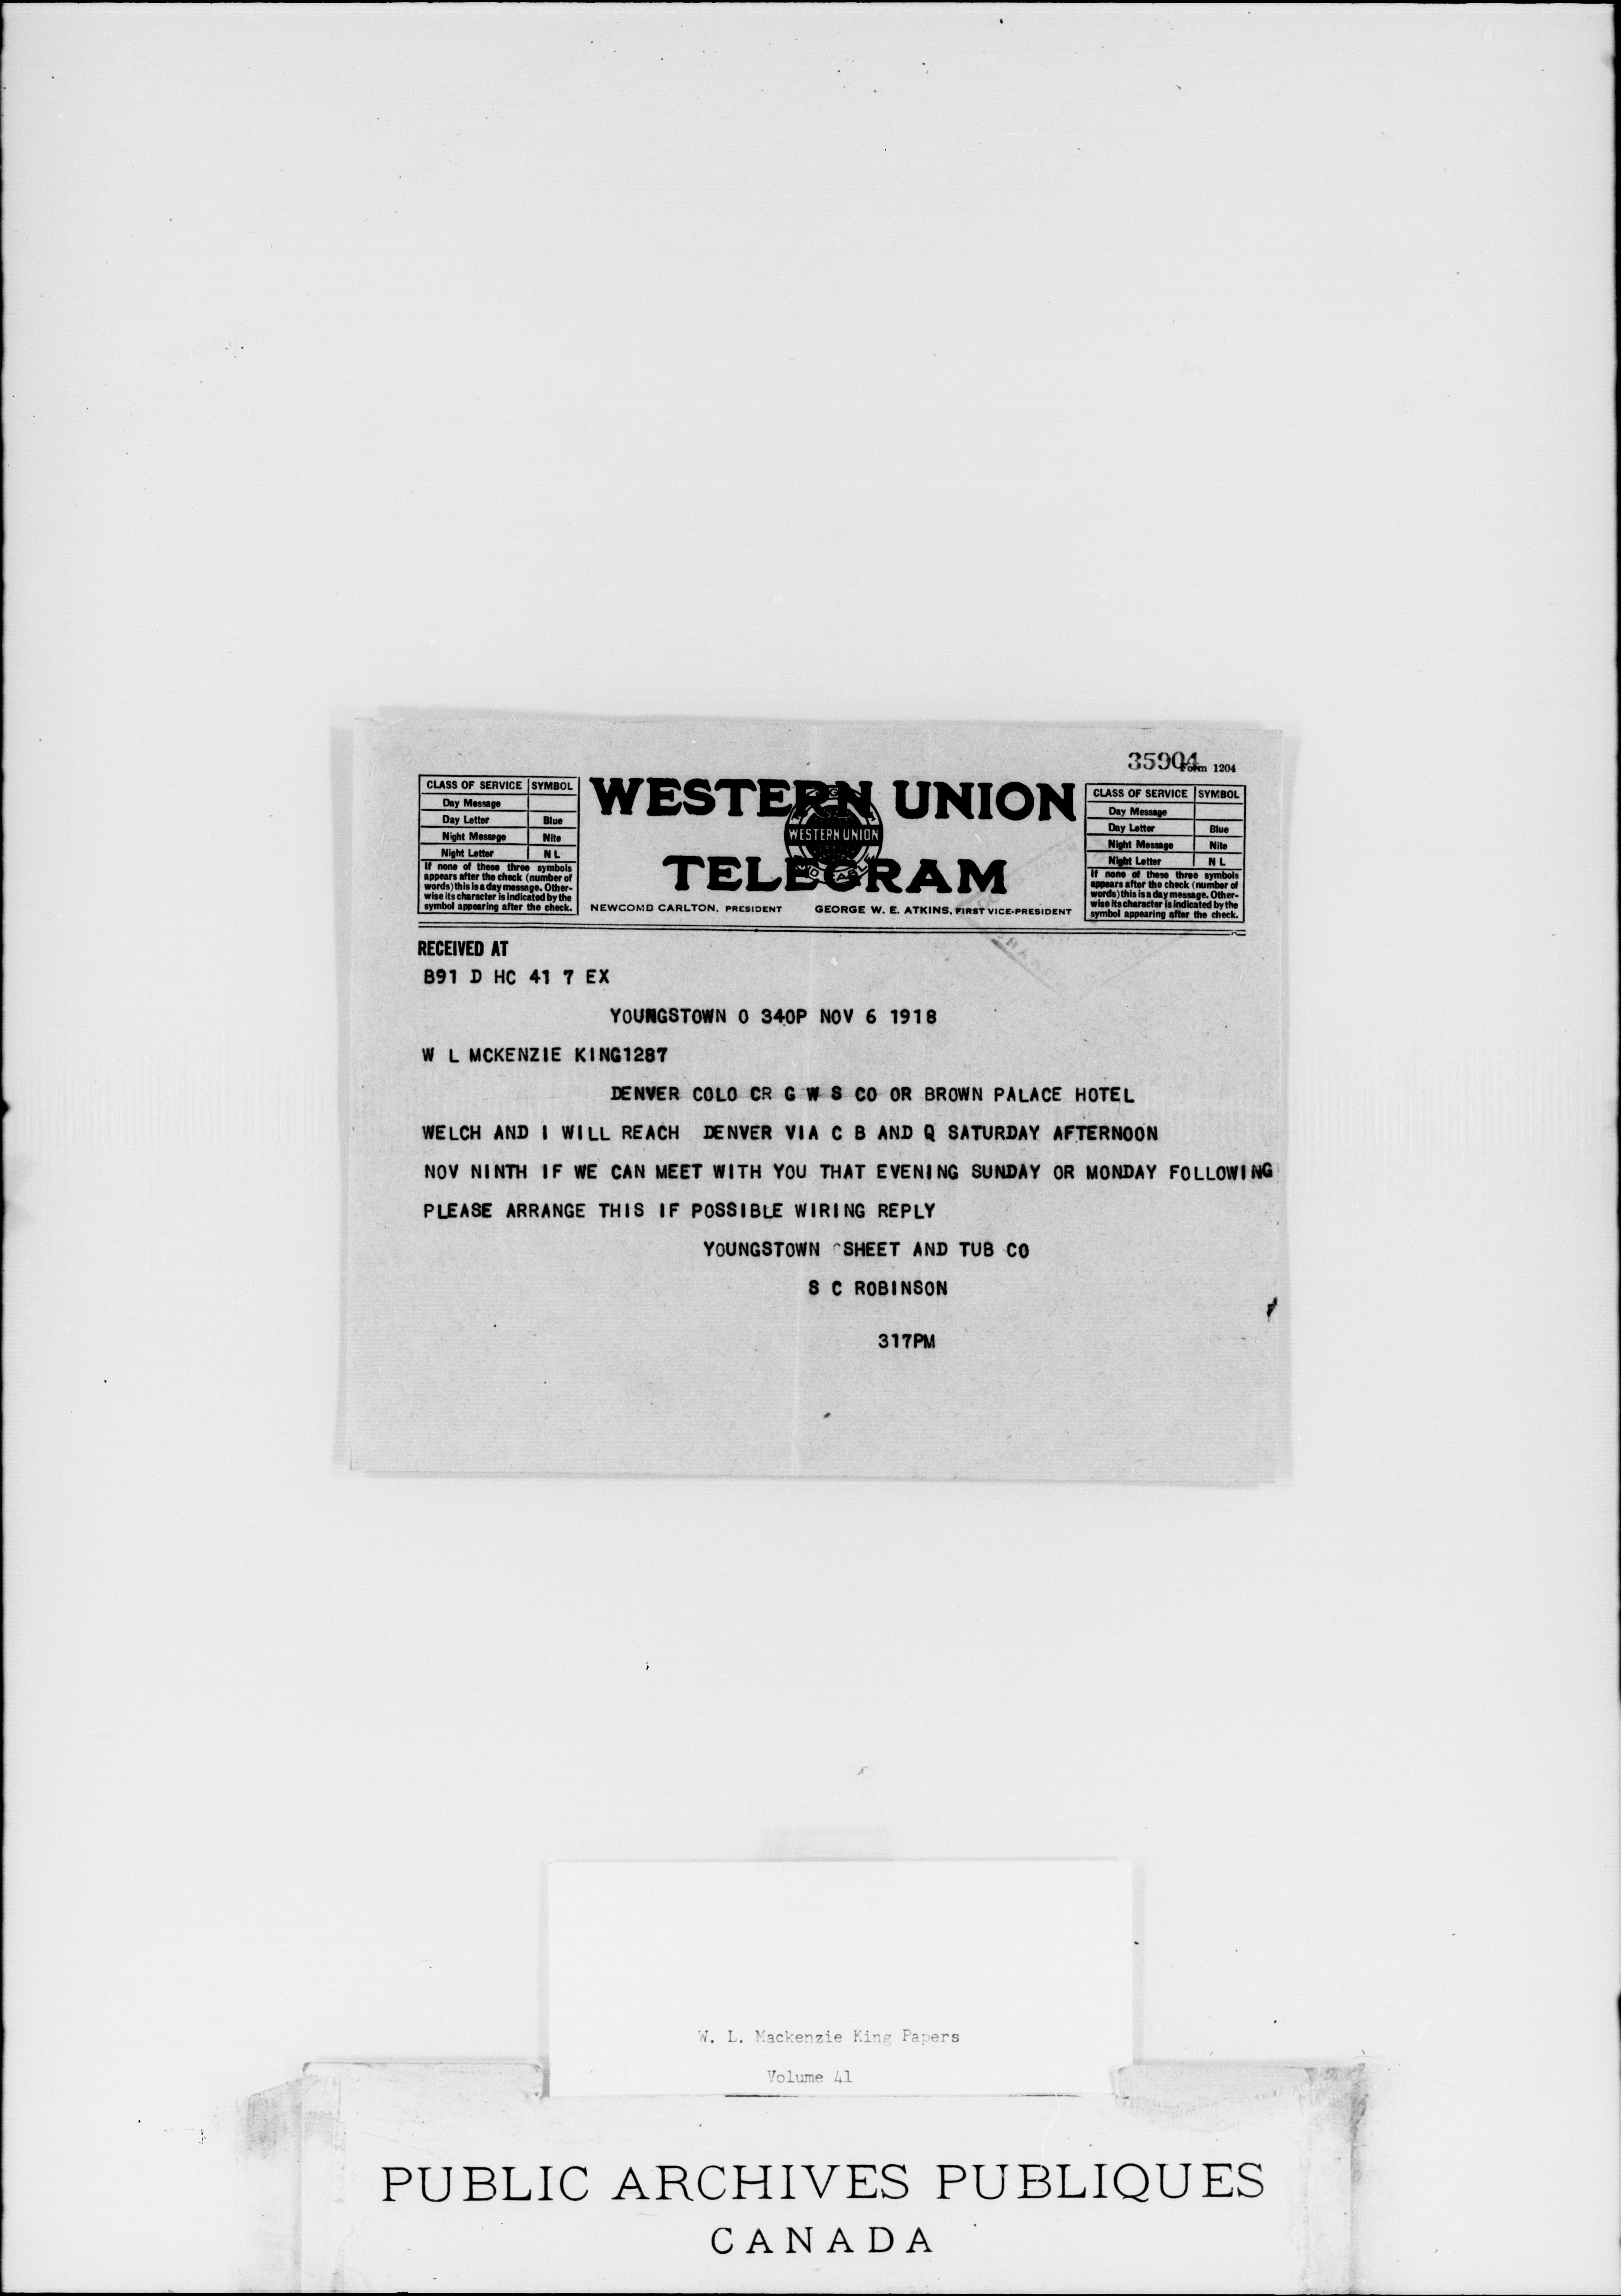 35904
Form 1204
CLASS OF SERVICE SYMBOL
Day Message
Day Letter Blue
Night Message Nite
Night Letter N L
If none of these three symbols
appears after the check (number of
words) this is a day message. Other-
wise its character is indicated by the
symbol appearing after the check.
WESTERN UNION
WESTERN UNION
TELEGRAM
NEWCOMB CARLTON, PRESIDENT GEORGE W. E. ATKINS, FIRST VICE-PRESIDENT
CLASS OF SERVICE SYMBOL
Day Message
Day Letter Blue
Night Message Nite
Night Letter N L
If none of these three symbols
appears after the check (number of
words) this is a day message. Other-
wise its character is indicated by the
symbol appearing after the check.
RECEIVED AT
B91 D HC 41 7 EX
YOUNGSTOWN O 340P NOV 6 1918
W L MCKENZIE KING1287
DENVER COLO CR G W S CO OR BROWN PALACE HOTEL
WELCH AND I WILL REACH DENVER VIA C B AND Q SATURDAY AFTERNOON
NOV NINTH IF WE CAN MEET WITH YOU THAT EVENING SUNDAY OR MONDAY FOLLOWING
PLEASE ARRANGE THIS IF POSSIBLE WIRING REPLY
YOUNGSTOWN SHEET AND TUB CO
S C ROBINSON
317PM
W. L. Mackenzie King Papers
Volume 41
PUBLIC ARCHIVES PUBLIQUES
CANADA